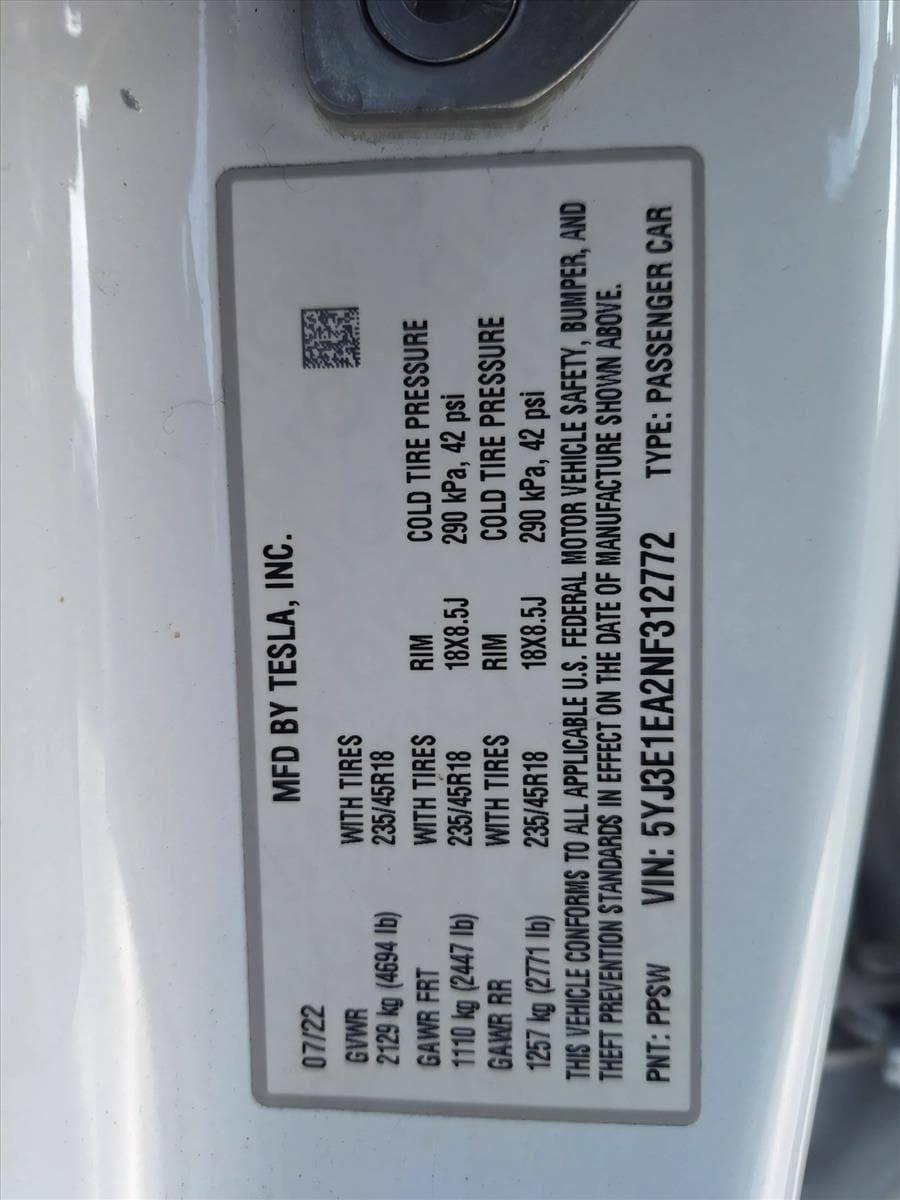 MFD BY TESLA, INC.
07/22
GVWR WITH TIRES
2129 kg (4694 lb) 235/45R18
GAWR FRT WITH TIRES RIM COLD TIRE PRESSURE
1110 kg (2447 lb) 235/45R18 18X8.5J 290 kPa, 42 psi
GAWR RR WITH TIRES RIM COLD TIRE PRESSURE
1257 kg (2771 lb) 235/45R18 18X8.5J 290 kPa, 42 psi
THIS VEHICLE CONFORMS TO ALL APPLICABLE U.S. FEDERAL MOTOR VEHICLE SAFETY, BUMPER, AND
THEFT PREVENTION STANDARDS IN EFFECT ON THE DATE OF MANUFACTURE SHOWN ABOVE.
PNT: PPSW VIN: 5YJ3E1EA2NF312772 TYPE: PASSENGER CAR